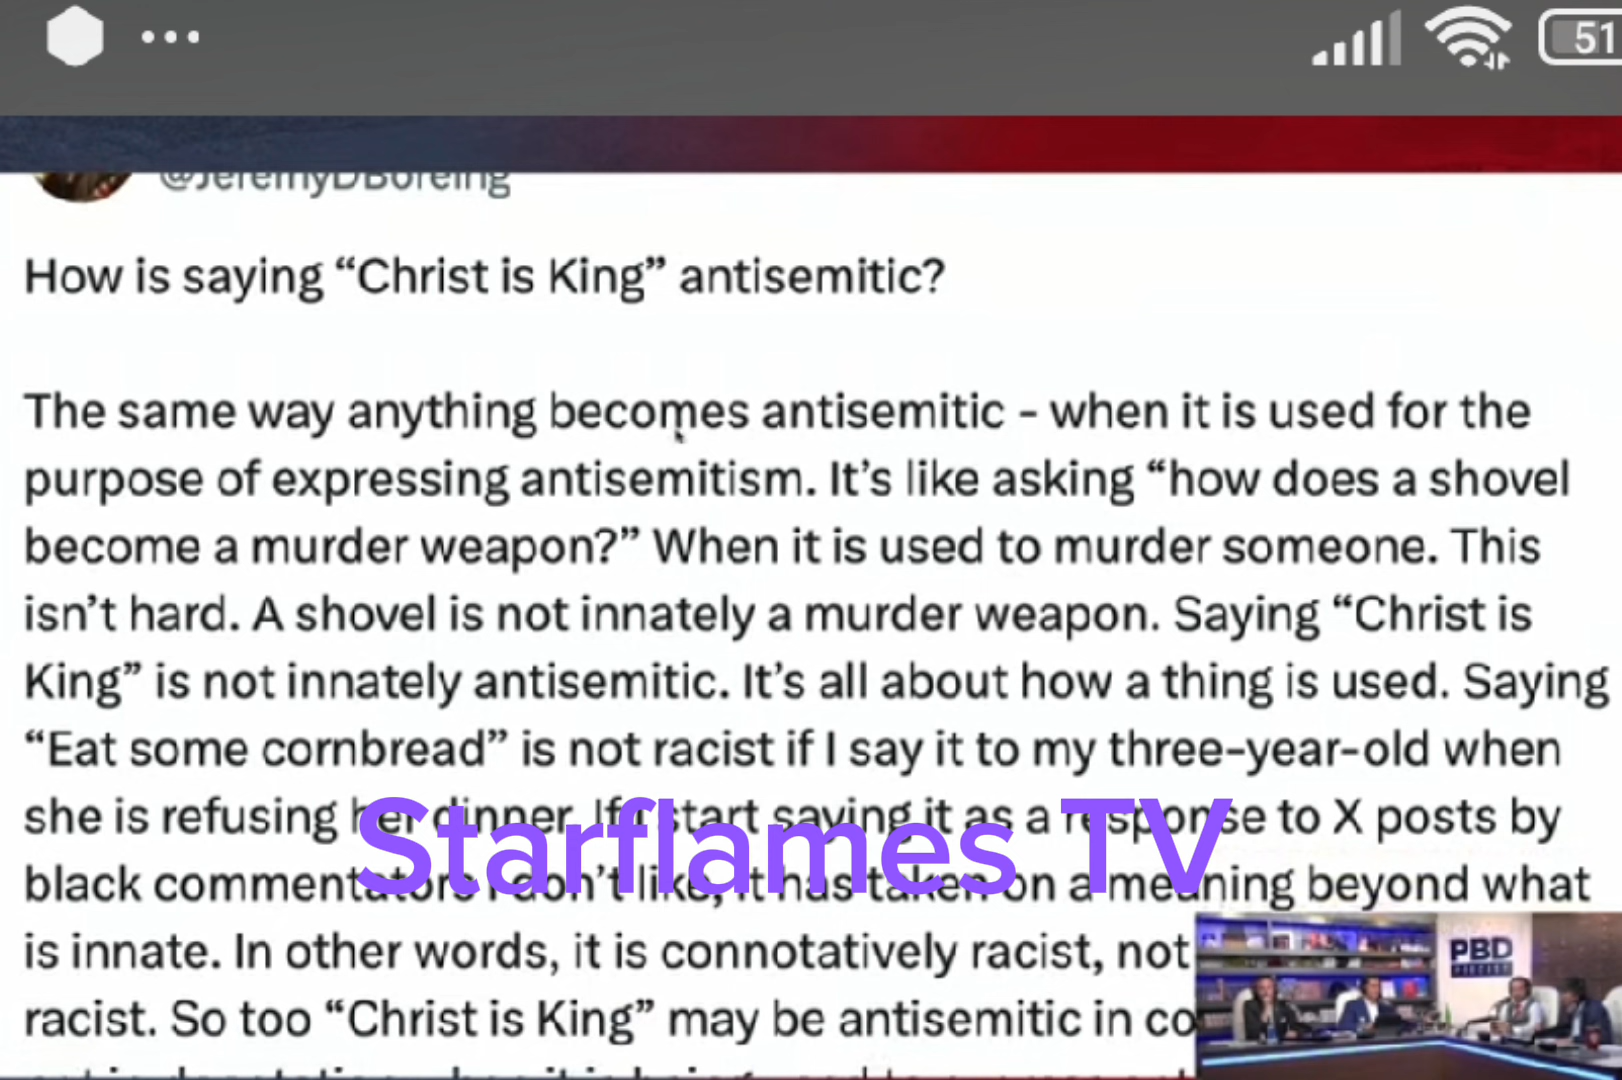 51
@JeremyDBoreing
How is saying “Christ is King” antisemitic?
The same way anything becomes antisemitic - when it is used for the
purpose of expressing antisemitism. It’s like asking “how does a shovel
become a murder weapon?” When it is used to murder someone. This
isn’t hard. A shovel is not innately a murder weapon. Saying “Christ is
King” is not innately antisemitic. It’s all about how a thing is used. Saying
“Eat some cornbread” is not racist if I say it to my three-year-old when
she is refusing her dinner. If I start saying it as a response to X posts by
Starflames TV
black commentators I don’t like, it has taken on a meaning beyond what
is innate. In other words, it is connotatively racist, not
racist. So too “Christ is King” may be antisemitic in co
PBD
PODCAST